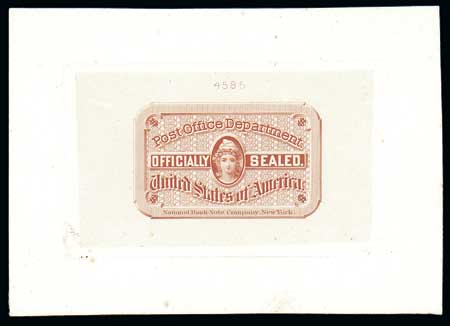 4585
Post Office Department
OFFICIALLY SEALED.
United States of America
National Bank Note Company, New York.